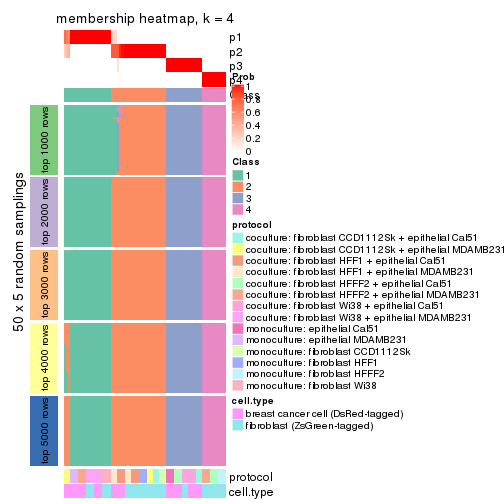 membership heatmap, k = 4
p1
p2
p3
p4
Prob
Class
1
0.8
0.6
0.4
0.2
0
Class
1
2
3
4
protocol
coculture: fibroblast CCD1112Sk + epithelial Cal51
coculture: fibroblast CCD1112Sk + epithelial MDAMB231
coculture: fibroblast HFF1 + epithelial Cal51
coculture: fibroblast HFF1 + epithelial MDAMB231
coculture: fibroblast HFFF2 + epithelial Cal51
coculture: fibroblast HFFF2 + epithelial MDAMB231
coculture: fibroblast Wi38 + epithelial Cal51
coculture: fibroblast Wi38 + epithelial MDAMB231
monoculture: epithelial Cal51
monoculture: epithelial MDAMB231
monoculture: fibroblast CCD1112Sk
monoculture: fibroblast HFF1
monoculture: fibroblast HFFF2
monoculture: fibroblast Wi38
cell.type
breast cancer cell (DsRed-tagged)
fibroblast (ZsGreen-tagged)
50 x 5 random samplings
top 1000 rows
top 2000 rows
top 3000 rows
top 4000 rows
top 5000 rows
protocol
cell.type